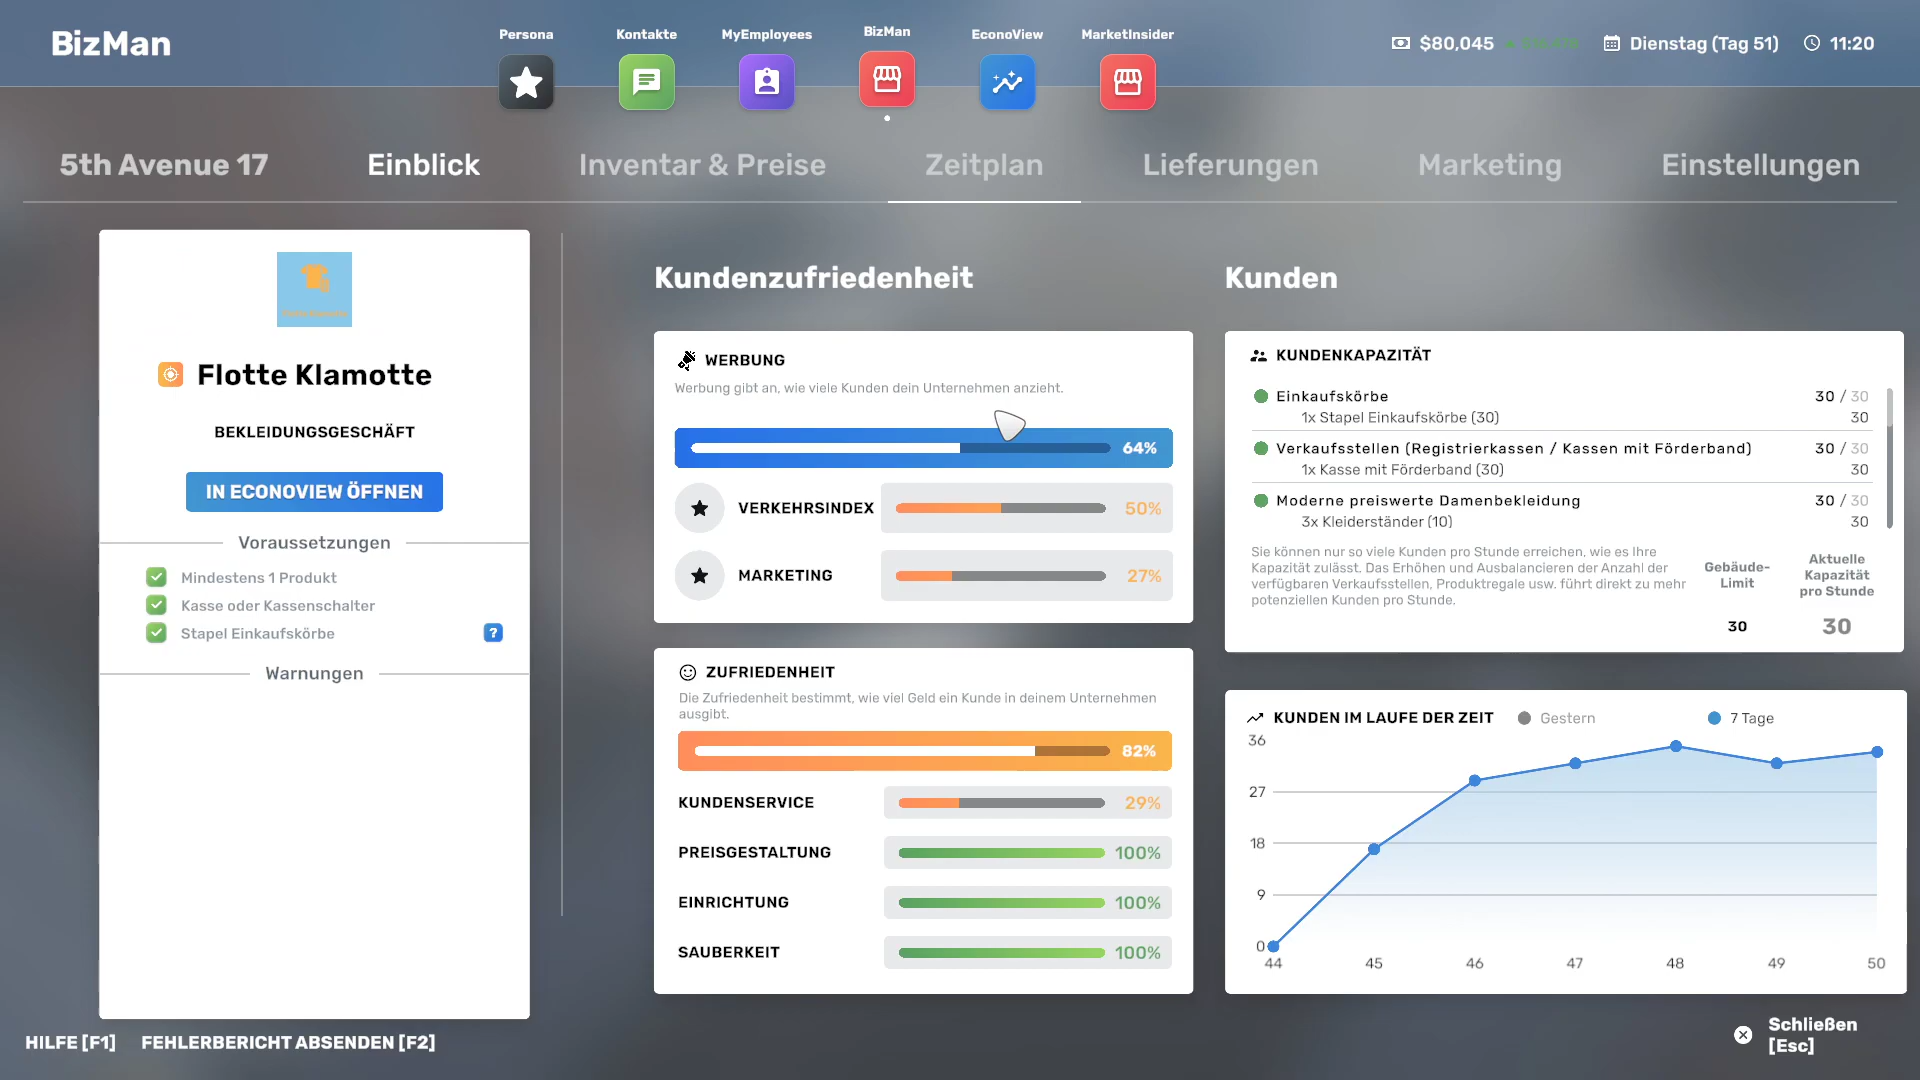 BizMan
Persona
Kontakte
MyEmployees
BizMan
EconoView
MarketInsider
$80,045
Dienstag (Tag 51)
11:20
5th Avenue 17
Einblick
Inventar & Preise
Zeitplan
Lieferungen
Marketing
Einstellungen
Flotte Klamotte
BEKLEIDUNGSGESCHÄFT
IN ECONOVIEW ÖFFNEN
Voraussetzungen
Mindestens 1 Produkt
Kasse oder Kassenschalter
Stapel Einkaufskörbe
?
Warnungen
Kundenzufriedenheit
WERBUNG
Werbung gibt an, wie viele Kunden dein Unternehmen anzieht.
64%
VERKEHRSINDEX 50%
MARKETING 27%
ZUFRIEDENHEIT
Die Zufriedenheit bestimmt, wie viel Geld ein Kunde in deinem Unternehmen
ausgibt.
82%
KUNDENSERVICE 29%
PREISGESTALTUNG 100%
EINRICHTUNG 100%
SAUBERKEIT 100%
Kunden
KUNDENKAPAZITÄT
Einkaufskörbe 30 / 30
1x Stapel Einkaufskörbe (30) 30
Verkaufsstellen (Registrierkassen / Kassen mit Förderband) 30 / 30
1x Kasse mit Förderband (30) 30
Moderne preiswerte Damenbekleidung 30 / 30
3x Kleiderständer (10) 30
Sie können nur so viele Kunden pro Stunde erreichen, wie es Ihre
Kapazität zulässt. Das Erhöhen und Ausbalancieren der Anzahl der
verfügbaren Verkaufsstellen, Produktregale usw. führt direkt zu mehr
potenziellen Kunden pro Stunde.
Gebäude-
Limit
30
Aktuelle
Kapazität
pro Stunde
30
KUNDEN IM LAUFE DER ZEIT
Gestern
7 Tage
36
27
18
9
0
44 45 46 47 48 49 50
HILFE [F1]
FEHLERBERICHT ABSENDEN [F2]
Schließen
[Esc]